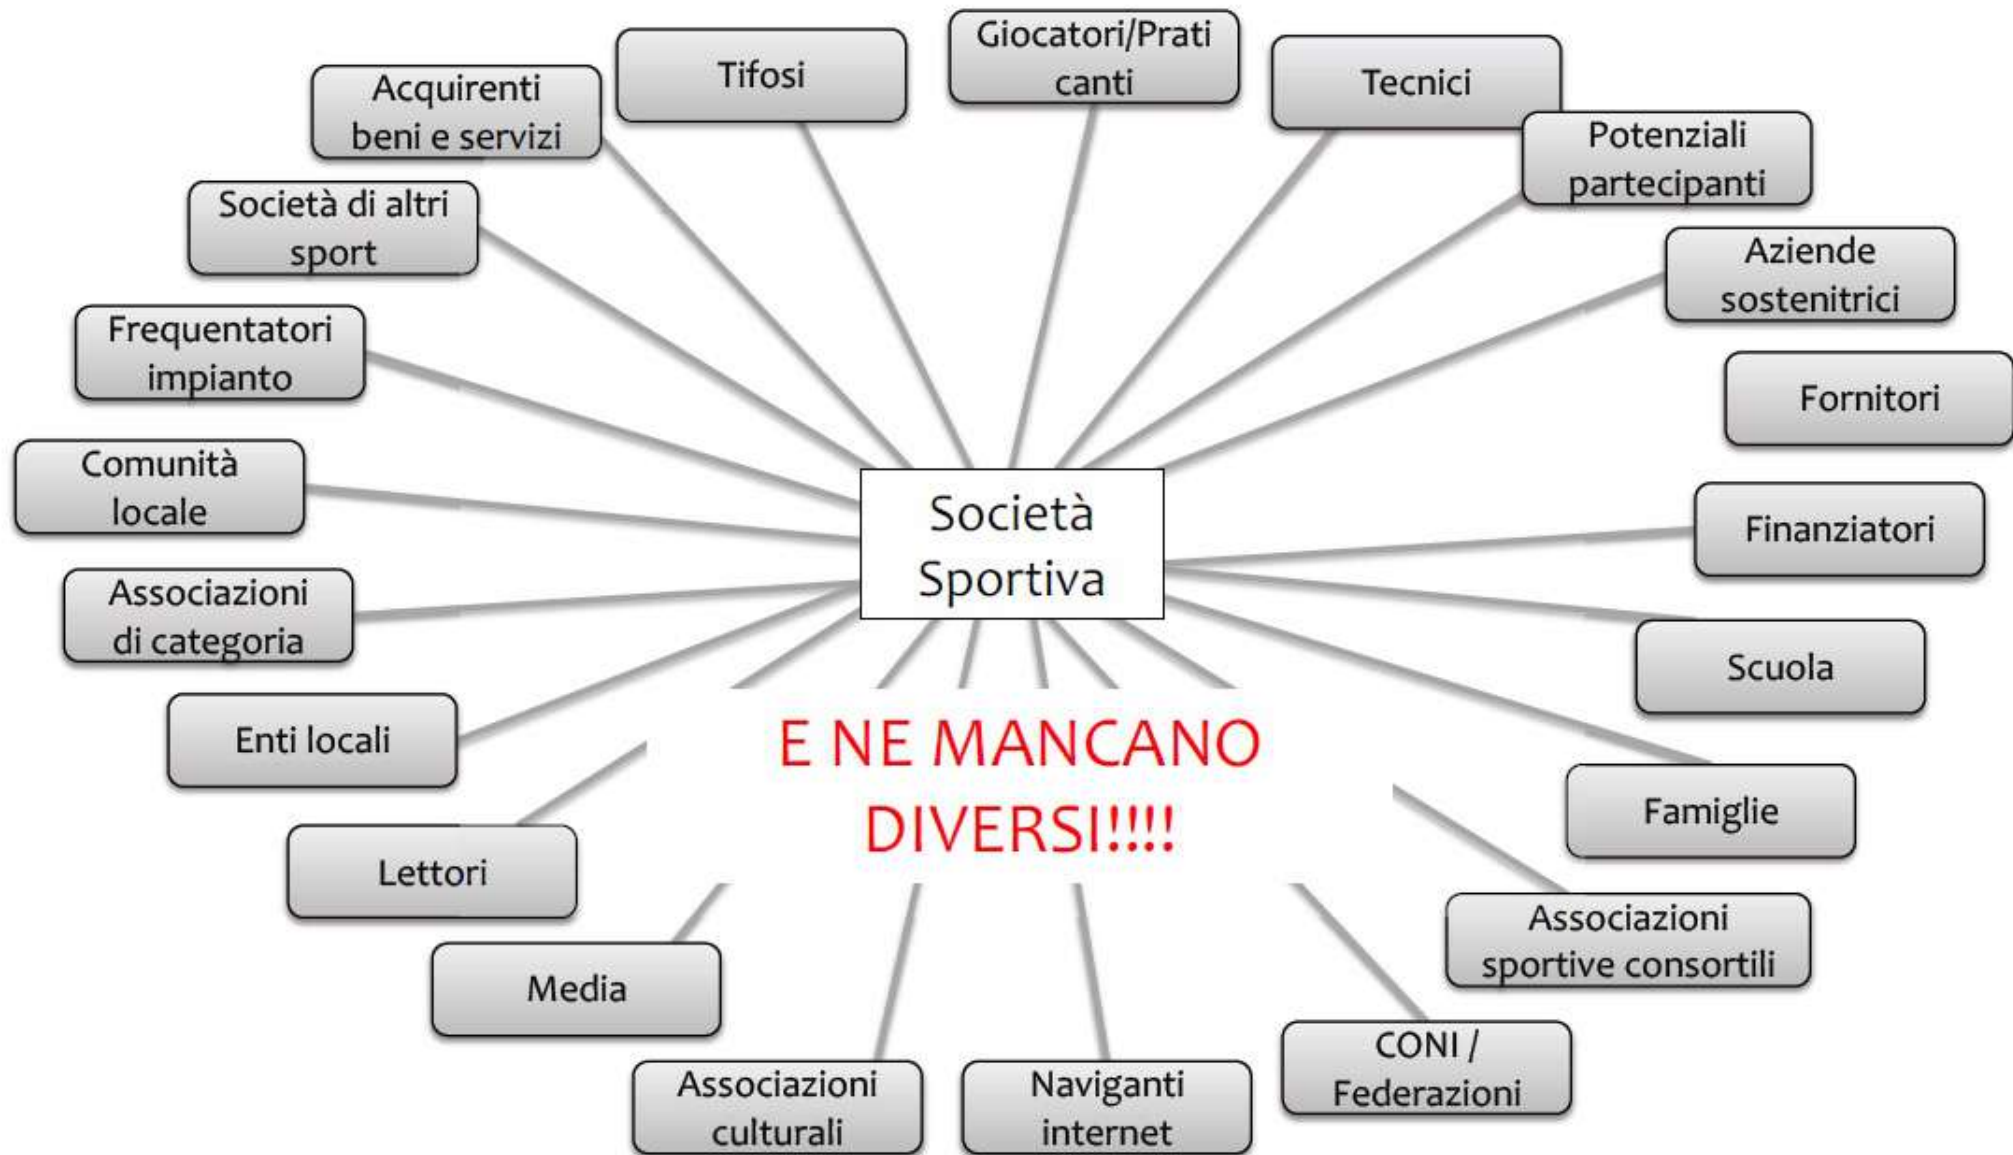 Giocatori/Prati
canti
Tifosi
Tecnici
Acquirenti
beni e servizi
Potenziali
partecipanti
Società di altri
sport
Aziende
sostenitrici
Frequentatori
impianto
Fornitori
Comunità
locale
Società
Sportiva
Finanziatori
Associazioni
di categoria
Scuola
Enti locali
E NE MANCANO
DIVERSI!!!!
Famiglie
Lettori
Associazioni
sportive consortili
Media
CONI /
Federazioni
Associazioni
culturali
Naviganti
internet